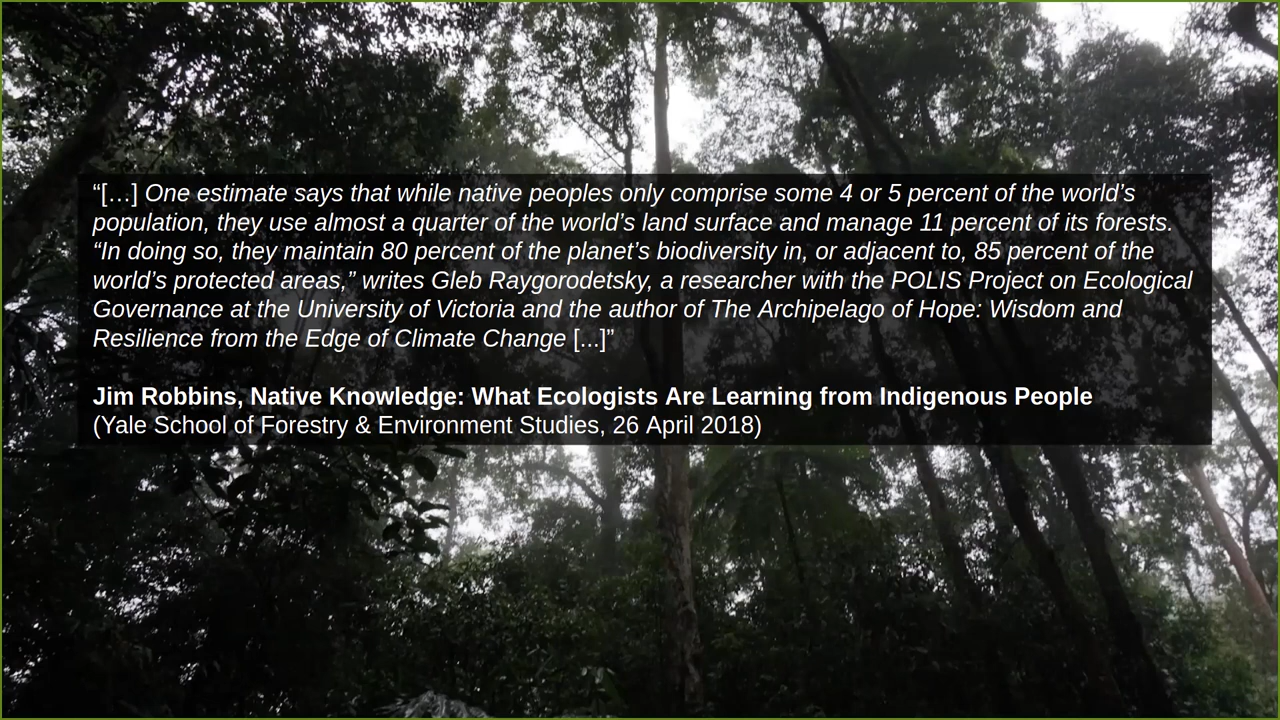 “[…] One estimate says that while native peoples only comprise some 4 or 5 percent of the world’s
population, they use almost a quarter of the world’s land surface and manage 11 percent of its forests.
“In doing so, they maintain 80 percent of the planet’s biodiversity in, or adjacent to, 85 percent of the
world’s protected areas,” writes Gleb Raygorodetsky, a researcher with the POLIS Project on Ecological
Governance at the University of Victoria and the author of The Archipelago of Hope: Wisdom and
Resilience from the Edge of Climate Change [...]”
Jim Robbins, Native Knowledge: What Ecologists Are Learning from Indigenous People
(Yale School of Forestry & Environment Studies, 26 April 2018)